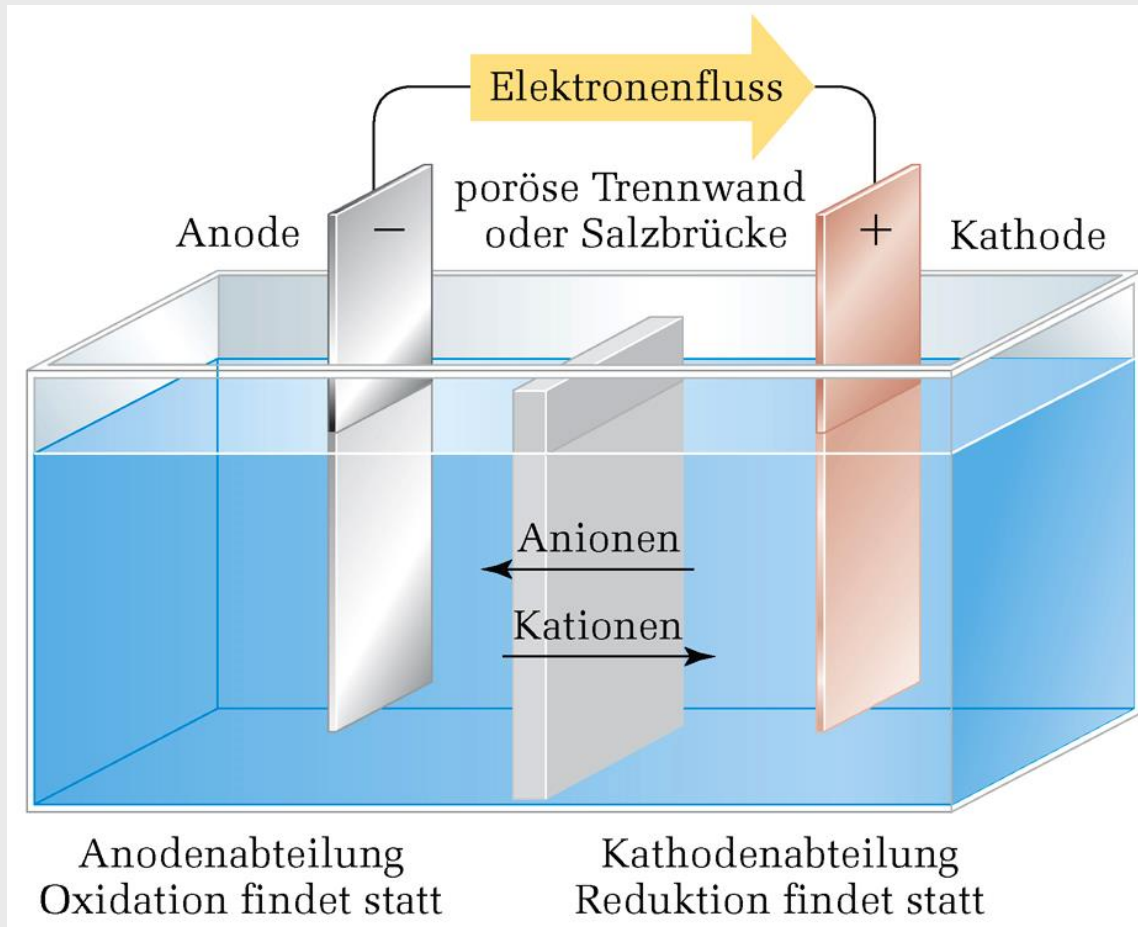 Elektronenfluss
poröse Trennwand
oder Salzbrücke
Anode
−
+
Kathode
Anionen
Kationen
Anodenabteilung
Oxidation findet statt
Kathodenabteilung
Reduktion findet statt